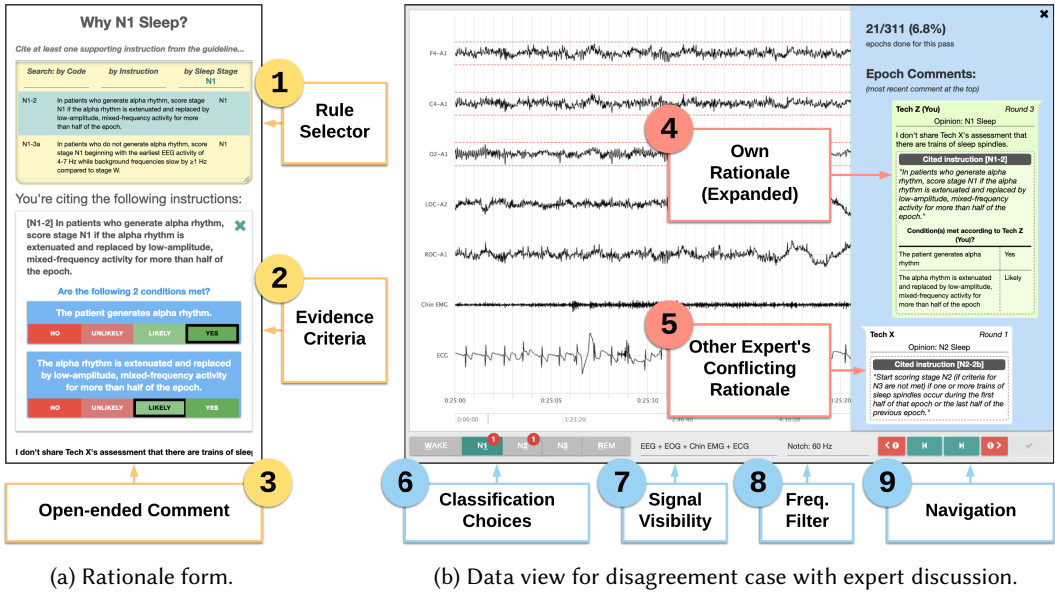 Why N1 Sleep?
Cite at least one supporting instruction from the guideline...
Search: by Code by Instruction by Sleep Stage
N1
N1-2 In patients who generate alpha rhythm, score stage N1
N1 if the alpha rhythm is extenuated and replaced by
low-amplitude, mixed-frequency activity for more
than half of the epoch.
N1-3a In patients who do not generate alpha rhythm, score N1
stage N1 beginning with the earliest EEG activity of
4-7 Hz while background frequencies slow by ≥1 Hz
compared to stage W.
You're citing the following instructions:
[N1-2] In patients who generate alpha rhythm,
score stage N1 if the alpha rhythm is
extenuated and replaced by low-amplitude,
mixed-frequency activity for more than half of
the epoch.
Are the following 2 conditions met?
The patient generates alpha rhythm.
NO UNLIKELY LIKELY YES
The alpha rhythm is extenuated and replaced
by low-amplitude, mixed-frequency activity
for more than half of the epoch.
NO UNLIKELY LIKELY YES
I don't share Tech X's assessment that there are trains of sleep
1
Rule
Selector
2
Evidence
Criteria
3
Open-ended Comment
(a) Rationale form.
F4-A1
C4-A1
O2-A1
LOC-A2
ROC-A1
Chin EMG
ECG
0:25:00 0:25:05 0:25:10 0:25:20
0:00:00 1:23:20 2:46:40 4:10:00
4
Own
Rationale
(Expanded)
5
Other Expert's
Conflicting
Rationale
21/311 (6.8%)
epochs done for this pass
Epoch Comments:
(most recent comment at the top)
Tech Z (You) Round 3
Opinion: N1 Sleep
I don't share Tech X's assessment that
there are trains of sleep spindles.
Cited instruction [N1-2]
"In patients who generate alpha
rhythm, score stage N1 if the alpha
rhythm is extenuated and replaced by
low-amplitude, mixed-frequency
activity for more than half of the
epoch."
Condition(s) met according to Tech Z
(You)?
The patient generates alpha Yes
rhythm
The alpha rhythm is extenuated Likely
and replaced by low-amplitude,
mixed-frequency activity for
more than half of the epoch
Tech X Round 1
Opinion: N2 Sleep
Cited instruction [N2-2b]
"Start scoring stage N2 (if criteria for
N3 are not met) if one or more trains of
sleep spindles occur during the first
half of that epoch or the last half of the
previous epoch."
WAKE N1 1 N2 1 N3 REM EEG + EOG + Chin EMG + ECG Notch: 60 Hz
6
Classification
Choices
7
Signal
Visibility
8
Freq.
Filter
9
Navigation
(b) Data view for disagreement case with expert discussion.